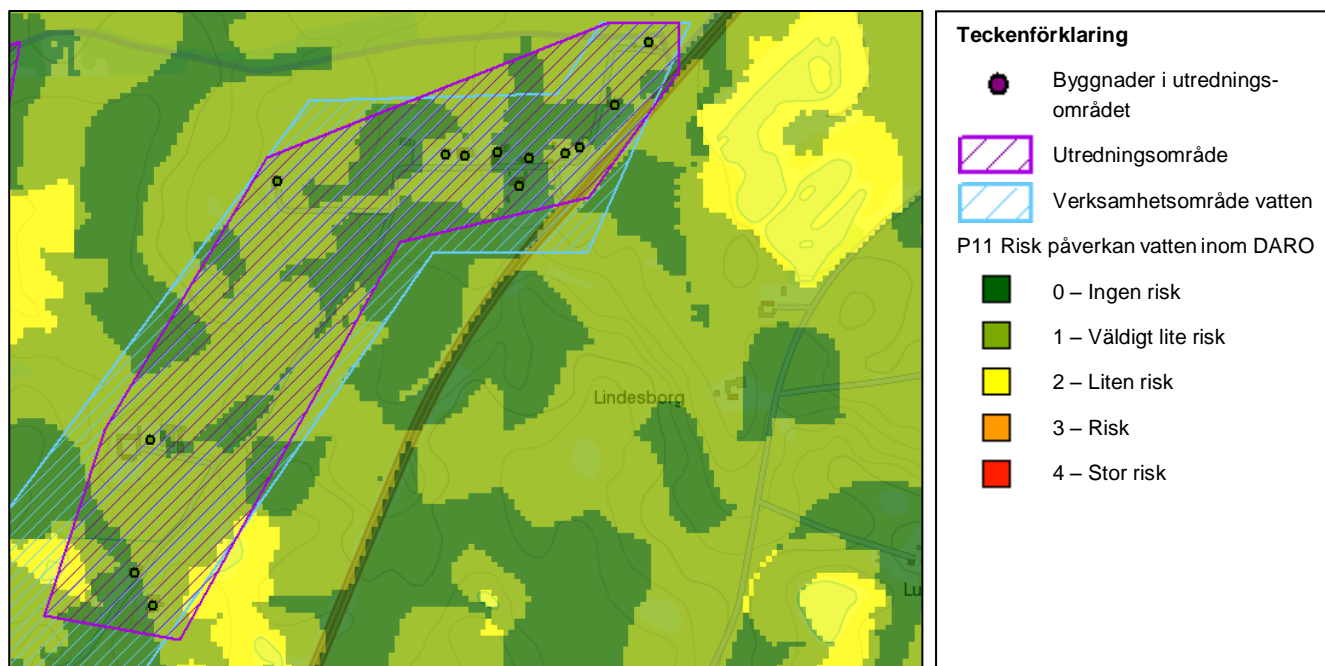 Teckenförklaring
Byggnader i utrednings-
området
Utredningsområde
Verksamhetsområde vatten
P11 Risk påverkan vatten inom DARO
0 – Ingen risk
1 – Väldigt lite risk
2 – Liten risk
3 – Risk
4 – Stor risk
Lindesborg
Lu